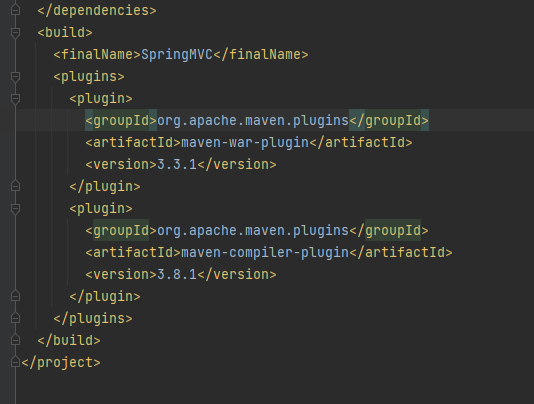 </dependencies>
<build>
<finalName>SpringMVC</finalName>
<plugins>
<plugin>
<groupId>org.apache.maven.plugins</groupId>
<artifactId>maven-war-plugin</artifactId>
<version>3.3.1</version>
</plugin>
<plugin>
<groupId>org.apache.maven.plugins</groupId>
<artifactId>maven-compiler-plugin</artifactId>
<version>3.8.1</version>
</plugin>
</plugins>
</build>
</project>